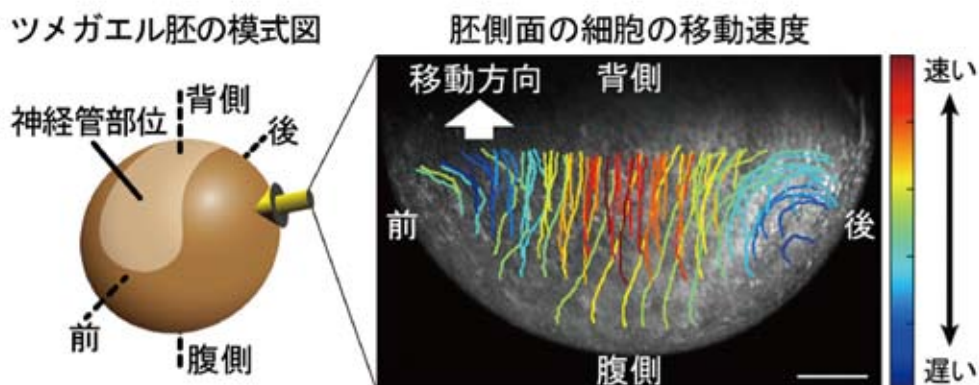 ツメガエル胚の模式図
背側
神経管部位
後
前
腹側
胚側面の細胞の移動速度
移動方向
背側
前
後
腹側
速い
遅い